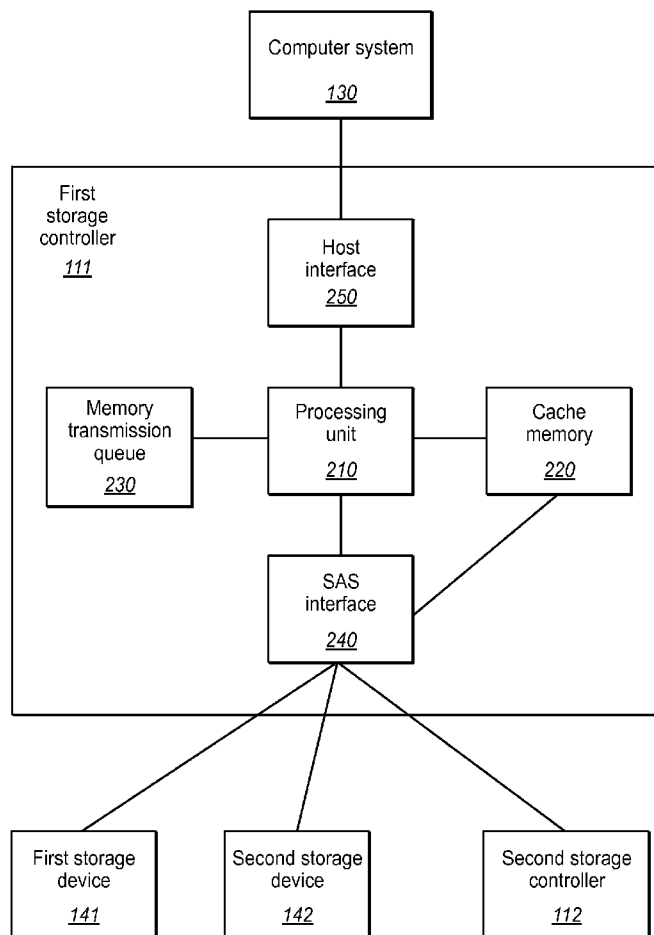 Computer system
130
First
storage
controller
111
Host
interface
250
Memory
transmission
queue
230
Processing
unit
210
Cache
memory
220
SAS
interface
240
First storage
device
141
Second storage
device
142
Second storage
controller
112